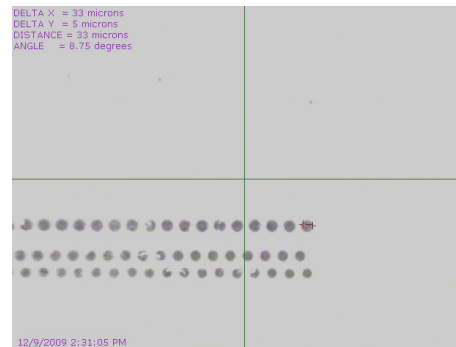 DELTA X = 33 microns
DELTA Y = 5 microns
DISTANCE = 33 microns
ANGLE = 8.75 degrees
12/9/2009 2:31:05 PM